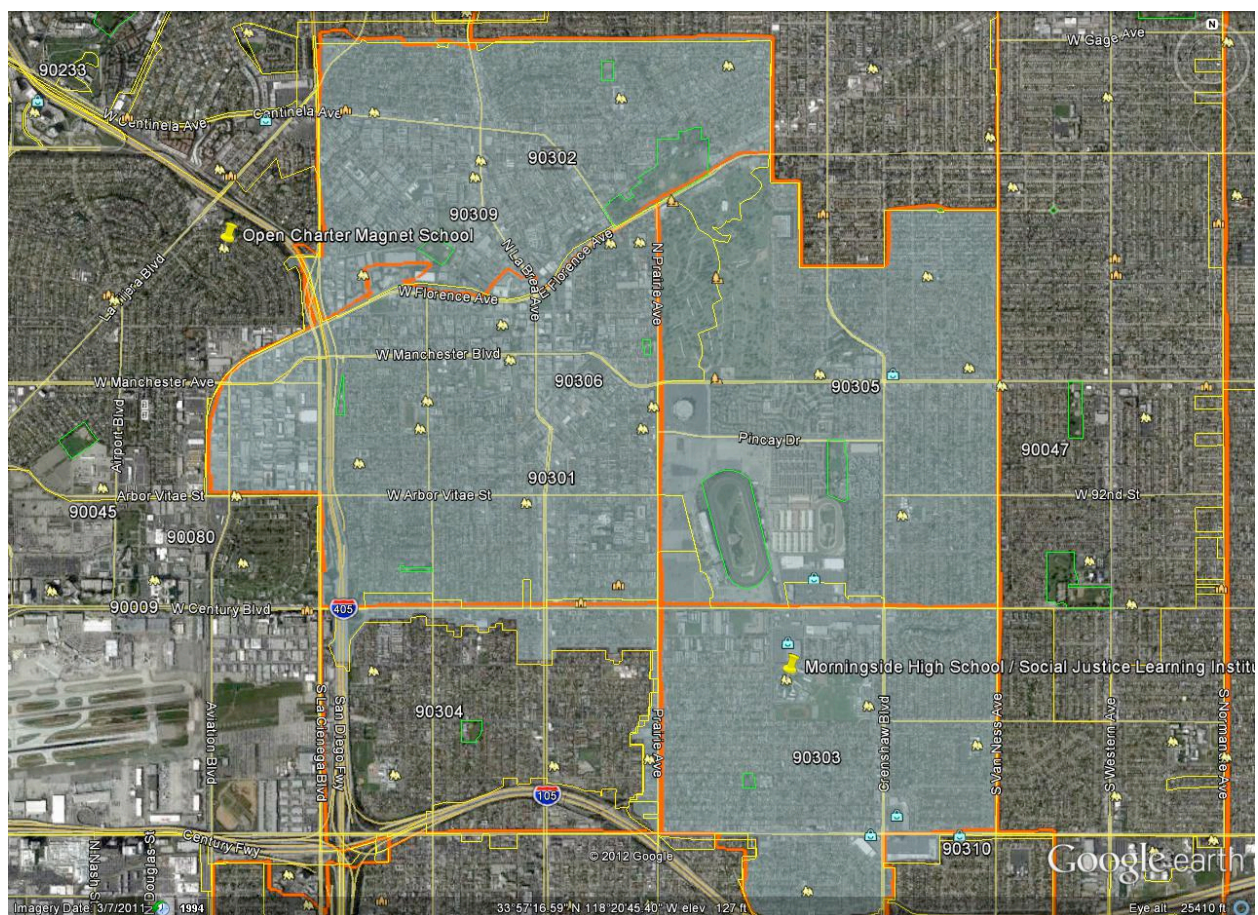 N
W Gage Ave
90233
W Centinela Ave
Centinela Ave
90302
90309
Open Charter Magnet School
N La Brea Ave
E Florence Ave
N Prairie Ave
La Tijera Blvd
W Florence Ave
W Manchester Blvd
W Manchester Ave
90306
90305
Airport Blvd
Pincay Dr
90047
90301
Arbor Vitae St
W Arbor Vitae St
W 92nd St
90045
90080
90009
W Century Blvd
405
Morningside High School / Social Justice Learning Institu
90304
Aviation Blvd
S La Cienega Blvd
San Diego Fwy
Prairie Ave
90303
Crenshaw Blvd
S Van Ness Ave
S Western Ave
S Normandie Ave
105
Century Fwy
N Nash St
N Douglas St
© 2012 Google
90310
Google earth
Imagery Date: 3/7/2011
1994
33°57'16.59" N 118°20'45.40" W elev 127 ft
Eye alt 25410 ft